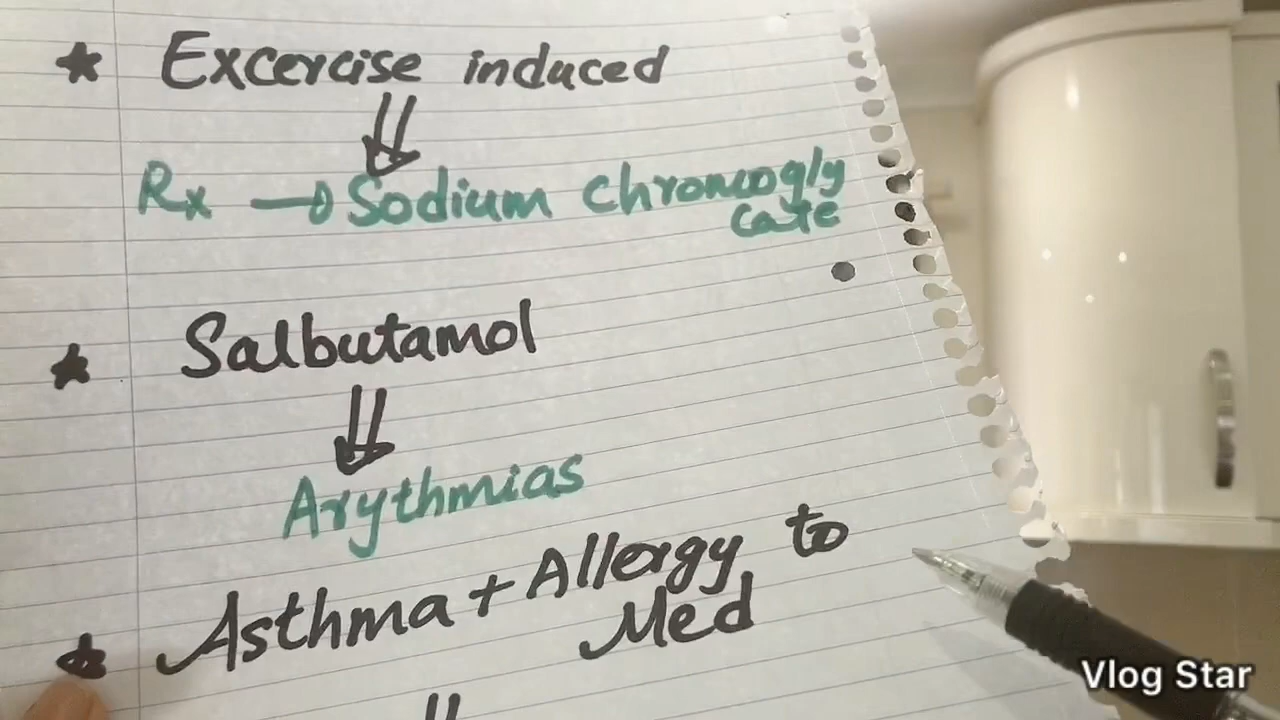 ★ Excercise induced
Rx → Sodium Chromogly
cate
★ Salbutamol
Arythmias
★ Asthma + Allergy to
Med
Vlog Star